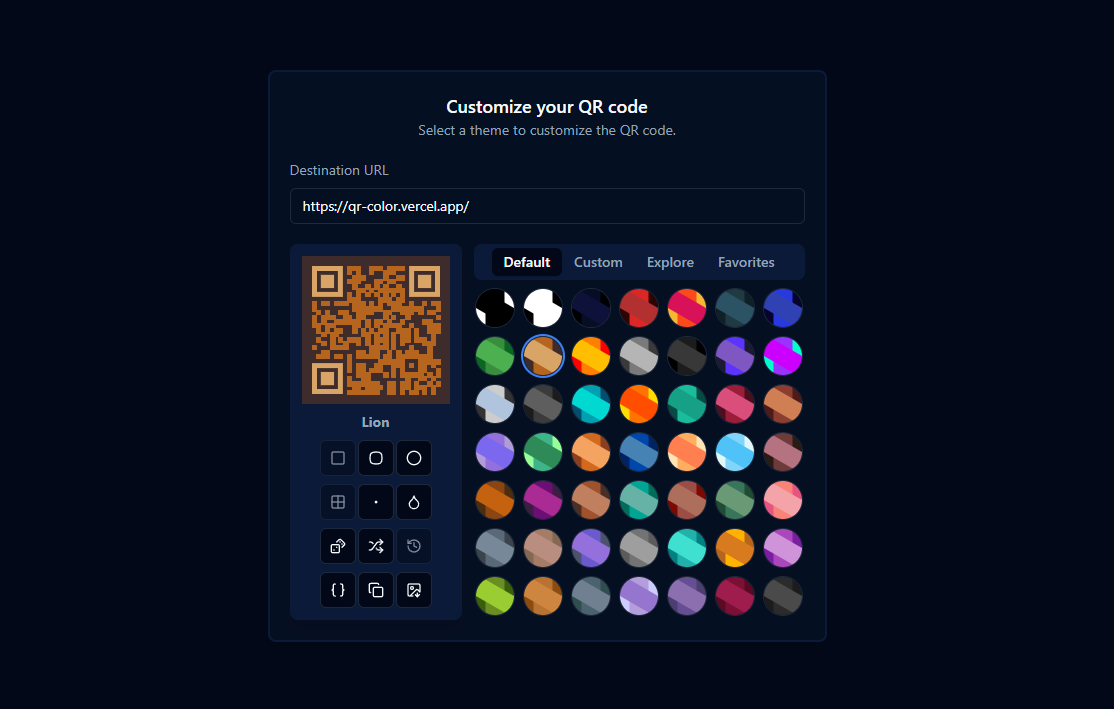 Customize your QR code
Select a theme to customize the QR code.
Destination URL
https://qr-color.vercel.app/
Default Custom Explore Favorites
Lion